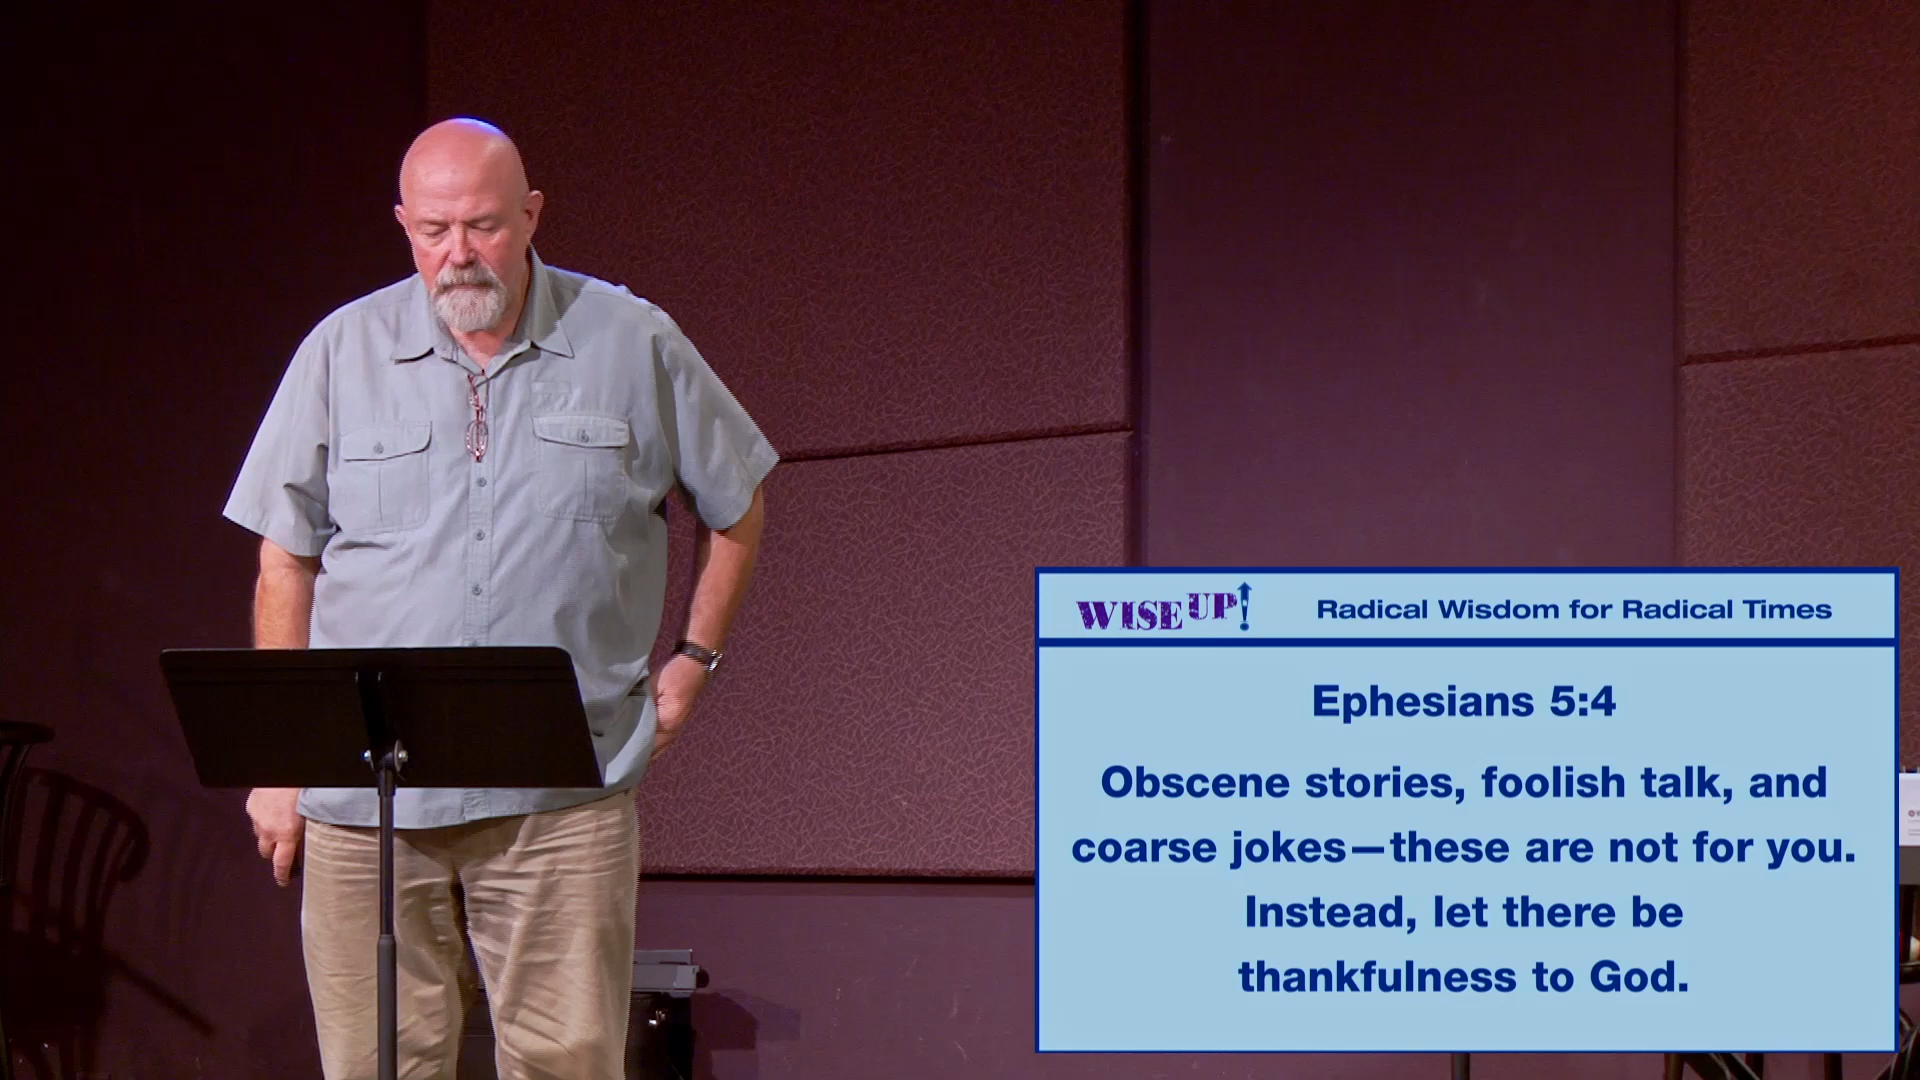 WISE UP!
Radical Wisdom for Radical Times
Ephesians 5:4
Obscene stories, foolish talk, and
coarse jokes—these are not for you.
Instead, let there be
thankfulness to God.